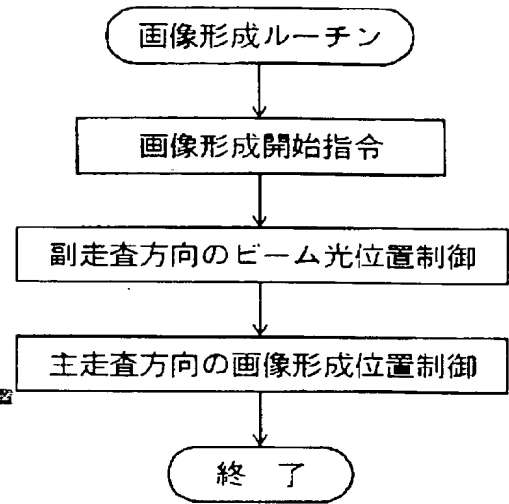 画像形成ルーチン
画像形成開始指令
副走査方向のビーム光位置制御
主走査方向の画像形成位置制御
終 了